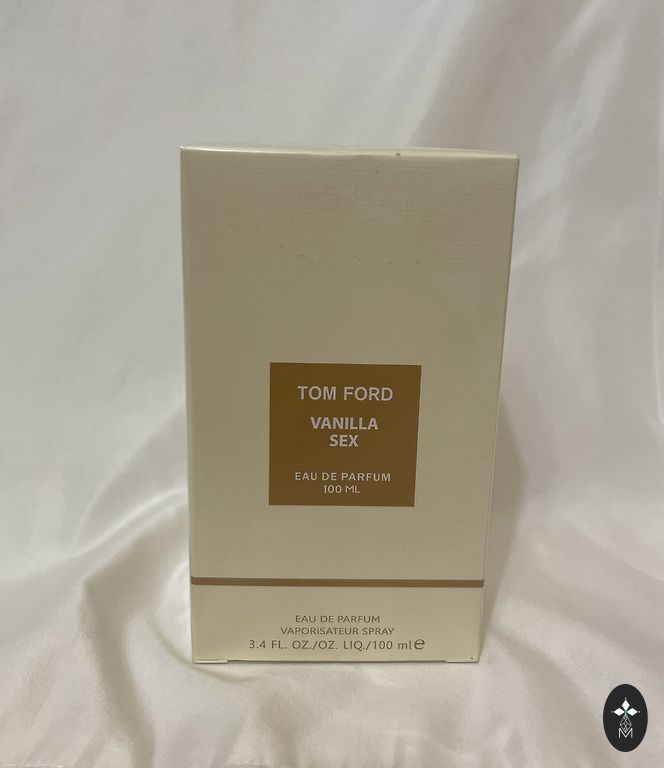 TOM FORD
VANILLA
SEX
EAU DE PARFUM
100 ML
EAU DE PARFUM
VAPORISATEUR SPRAY
3.4 FL. OZ./OZ. LIQ./100 ml℮
M